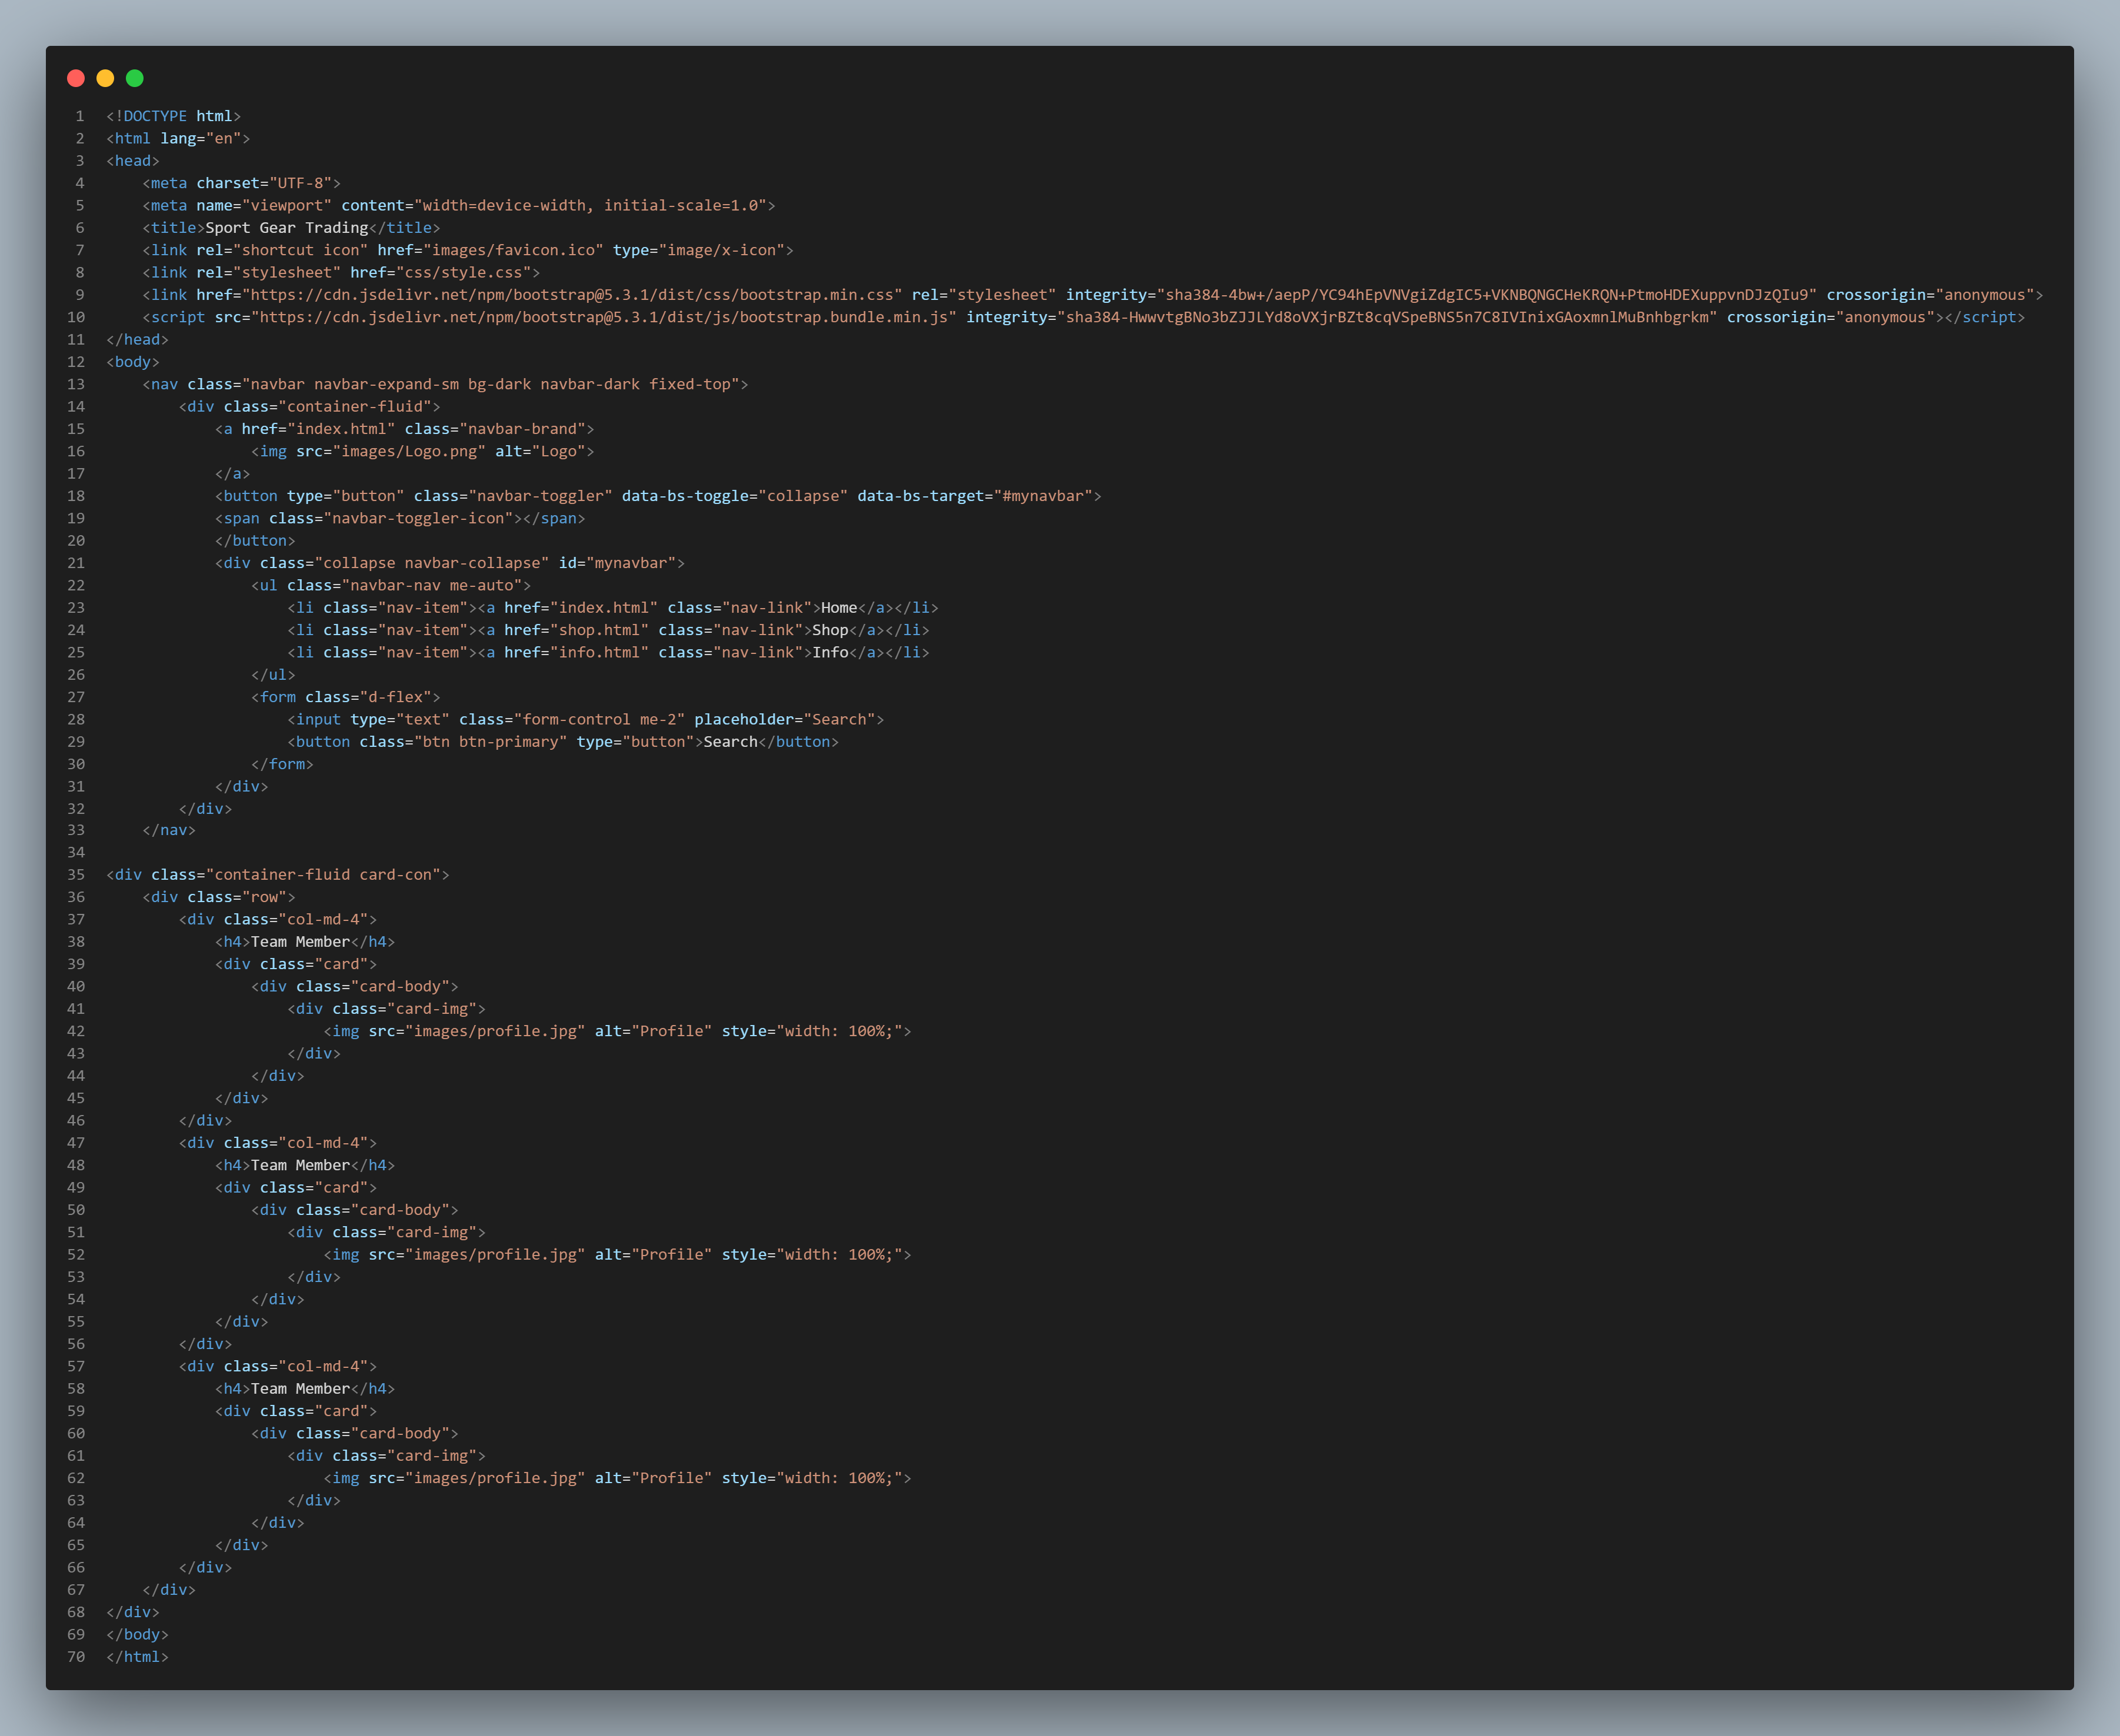 1 <!DOCTYPE html>
2 <html lang="en">
3 <head>
4     <meta charset="UTF-8">
5     <meta name="viewport" content="width=device-width, initial-scale=1.0">
6     <title>Sport Gear Trading</title>
7     <link rel="shortcut icon" href="images/favicon.ico" type="image/x-icon">
8     <link rel="stylesheet" href="css/style.css">
9     <link href="https://cdn.jsdelivr.net/npm/bootstrap@5.3.1/dist/css/bootstrap.min.css" rel="stylesheet" integrity="sha384-4bw+/aepP/YC94hEpVNVgiZdgIC5+VKNBQNGCHeKRQN+PtmoHDEXuppvnDJzQIu9" crossorigin="anonymous">
10     <script src="https://cdn.jsdelivr.net/npm/bootstrap@5.3.1/dist/js/bootstrap.bundle.min.js" integrity="sha384-HwwvtgBNo3bZJJLYd8oVXjrBZt8cqVSpeBNS5n7C8IVInixGAoxmnlMuBnhbgrkm" crossorigin="anonymous"></script>
11 </head>
12 <body>
13     <nav class="navbar navbar-expand-sm bg-dark navbar-dark fixed-top">
14         <div class="container-fluid">
15             <a href="index.html" class="navbar-brand">
16                 <img src="images/Logo.png" alt="Logo">
17             </a>
18             <button type="button" class="navbar-toggler" data-bs-toggle="collapse" data-bs-target="#mynavbar">
19             <span class="navbar-toggler-icon"></span>
20             </button>
21             <div class="collapse navbar-collapse" id="mynavbar">
22                 <ul class="navbar-nav me-auto">
23                     <li class="nav-item"><a href="index.html" class="nav-link">Home</a></li>
24                     <li class="nav-item"><a href="shop.html" class="nav-link">Shop</a></li>
25                     <li class="nav-item"><a href="info.html" class="nav-link">Info</a></li>
26                 </ul>
27                 <form class="d-flex">
28                     <input type="text" class="form-control me-2" placeholder="Search">
29                     <button class="btn btn-primary" type="button">Search</button>
30                 </form>
31             </div>
32         </div>
33     </nav>
34
35 <div class="container-fluid card-con">
36     <div class="row">
37         <div class="col-md-4">
38             <h4>Team Member</h4>
39             <div class="card">
40                 <div class="card-body">
41                     <div class="card-img">
42                         <img src="images/profile.jpg" alt="Profile" style="width: 100%;">
43                     </div>
44                 </div>
45             </div>
46         </div>
47         <div class="col-md-4">
48             <h4>Team Member</h4>
49             <div class="card">
50                 <div class="card-body">
51                     <div class="card-img">
52                         <img src="images/profile.jpg" alt="Profile" style="width: 100%;">
53                     </div>
54                 </div>
55             </div>
56         </div>
57         <div class="col-md-4">
58             <h4>Team Member</h4>
59             <div class="card">
60                 <div class="card-body">
61                     <div class="card-img">
62                         <img src="images/profile.jpg" alt="Profile" style="width: 100%;">
63                     </div>
64                 </div>
65             </div>
66         </div>
67     </div>
68 </div>
69 </body>
70 </html>